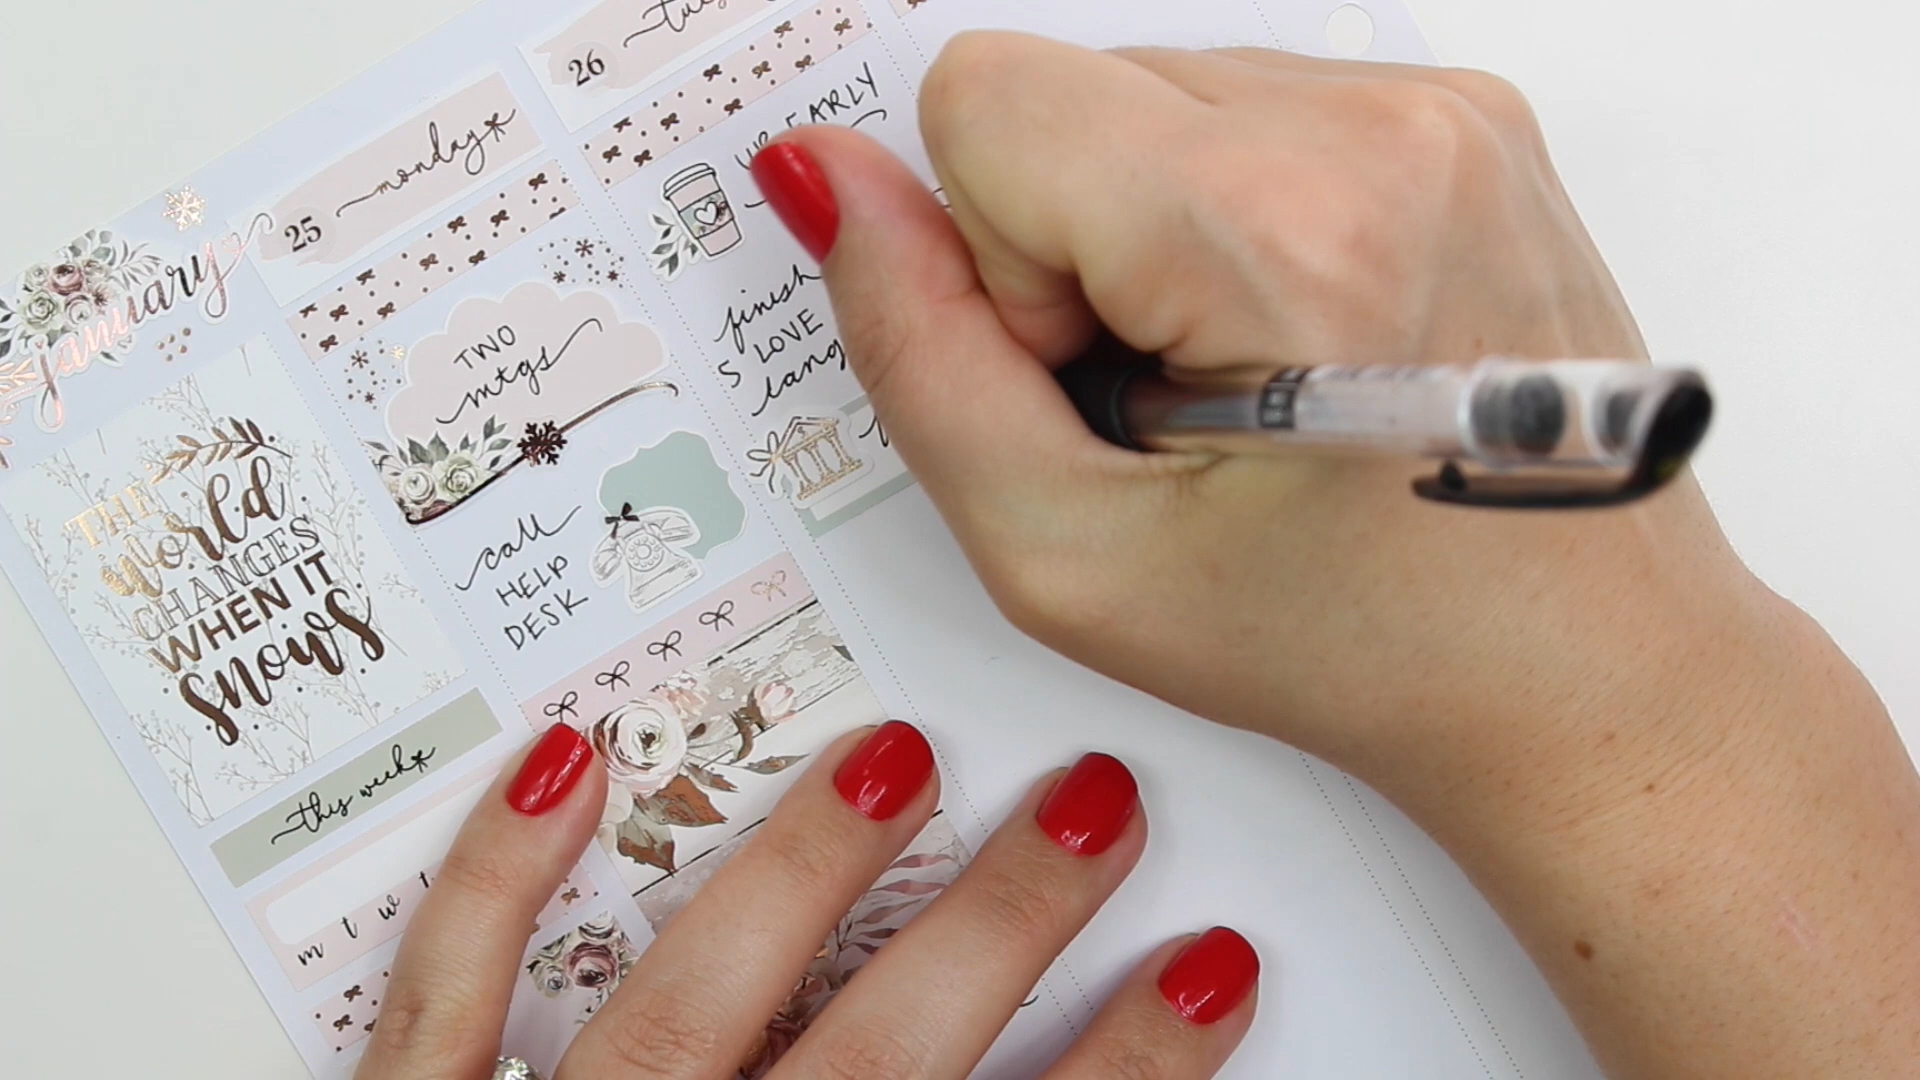 january
THE
world
CHANGES
WHEN IT
snows
this week
m t w t
25 monday
TWO
mtgs
call
HELP
DESK
26
UP EARLY
finish
5 LOVE
lang